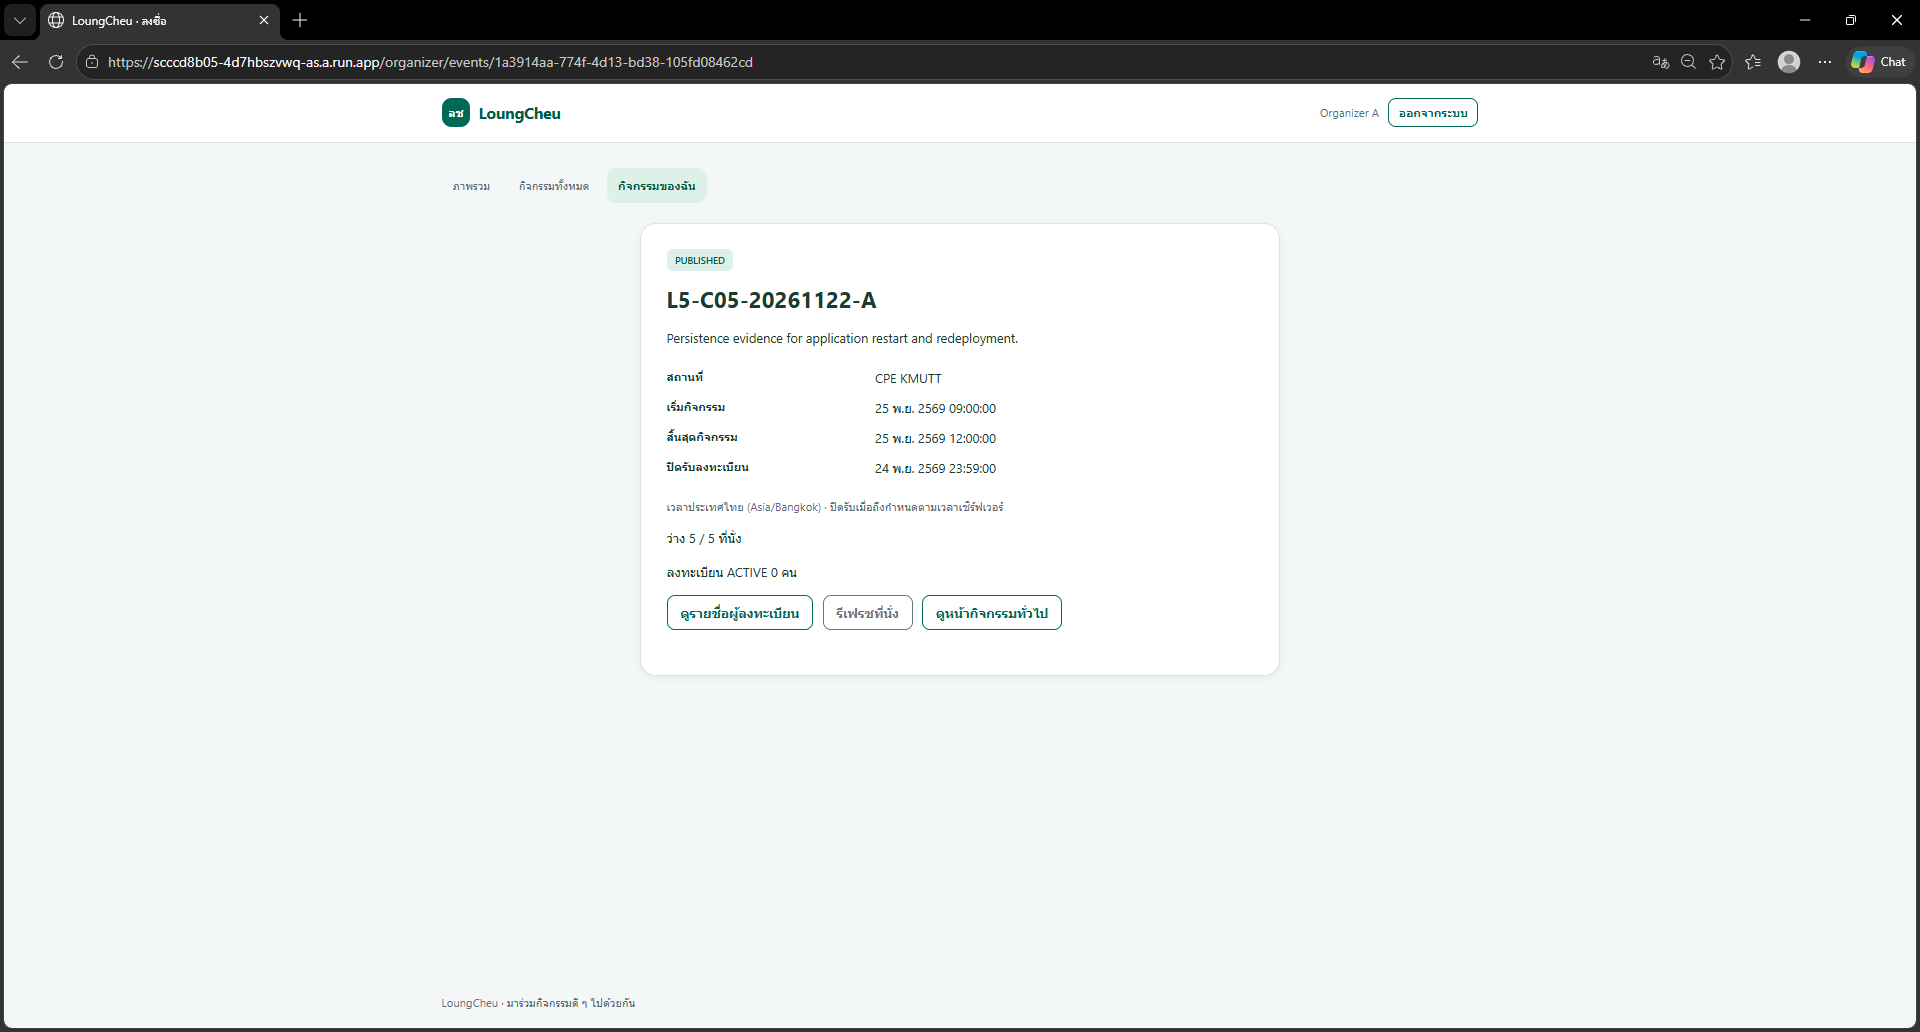 LoungCheu · ลงชื่อ
https://scccd8b05-4d7hbszvwq-as.a.run.app/organizer/events/1a3914aa-774f-4d13-bd38-105fd08462cd
Chat
ลช LoungCheu
Organizer A ออกจากระบบ
ภาพรวม กิจกรรมทั้งหมด กิจกรรมของฉัน
PUBLISHED
L5-C05-20261122-A
Persistence evidence for application restart and redeployment.
สถานที่ CPE KMUTT
เริ่มกิจกรรม 25 พ.ย. 2569 09:00:00
สิ้นสุดกิจกรรม 25 พ.ย. 2569 12:00:00
ปิดรับลงทะเบียน 24 พ.ย. 2569 23:59:00
เวลาประเทศไทย (Asia/Bangkok) · ปิดรับเมื่อถึงกำหนดตามเวลาเซิร์ฟเวอร์
ว่าง 5 / 5 ที่นั่ง
ลงทะเบียน ACTIVE 0 คน
ดูรายชื่อผู้ลงทะเบียน รีเฟรชที่นั่ง ดูหน้ากิจกรรมทั่วไป
LoungCheu · มาร่วมกิจกรรมดี ๆ ไปด้วยกัน